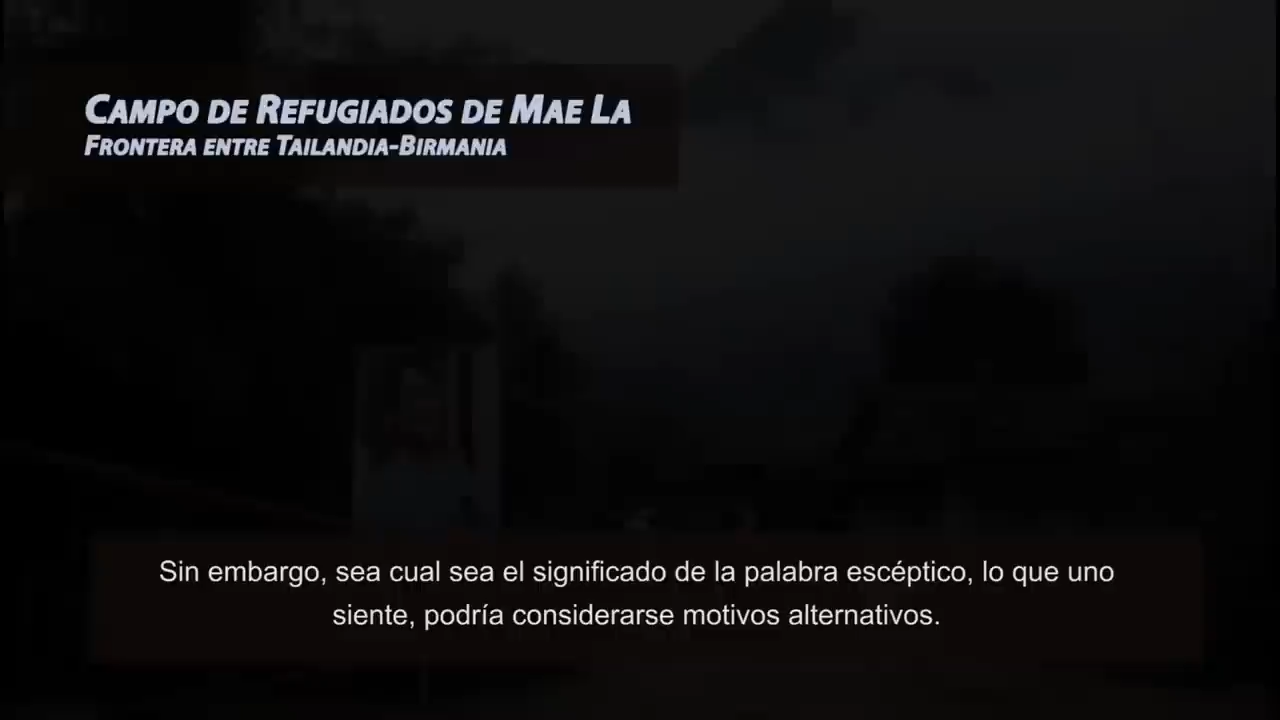 CAMPO DE REFUGIADOS DE MAE LA
FRONTERA ENTRE TAILANDIA-BIRMANIA
Sin embargo, sea cual sea el significado de la palabra escéptico, lo que uno
siente, podría considerarse motivos alternativos.